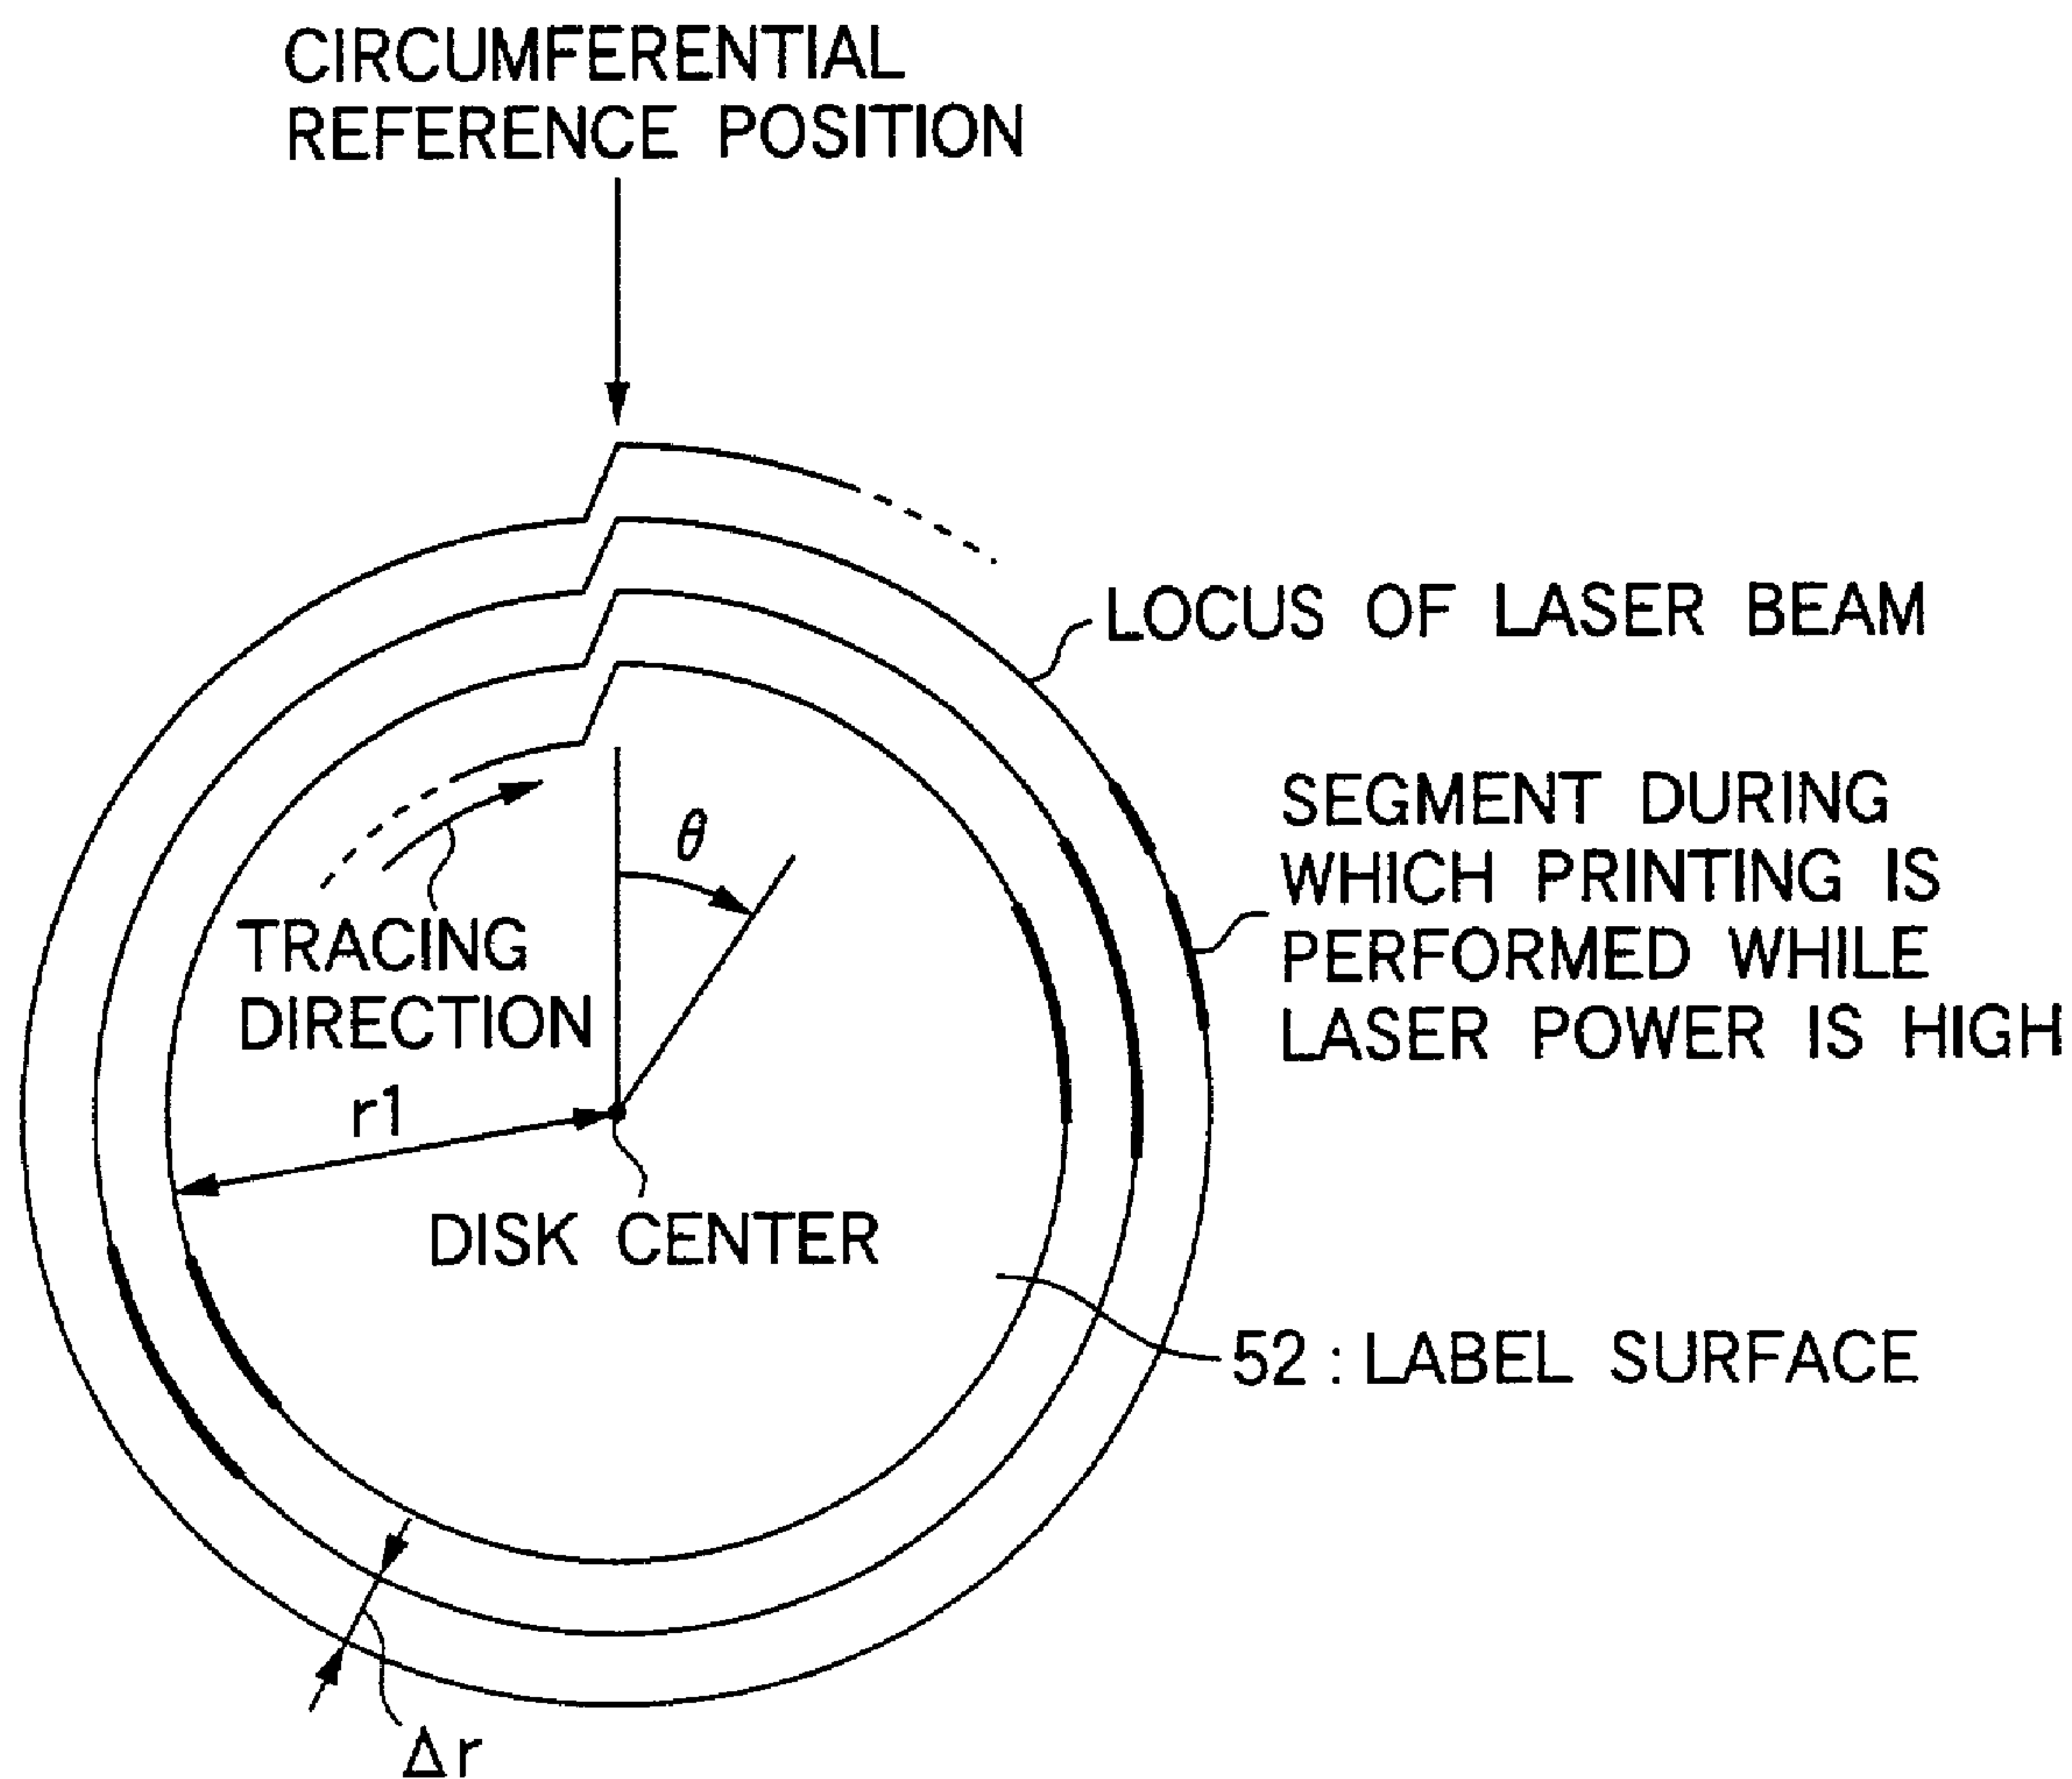 CIRCUMFERENTIAL
REFERENCE POSITION
LOCUS OF LASER BEAM
SEGMENT DURING
WHICH PRINTING IS
PERFORMED WHILE
LASER POWER IS HIGH
θ
TRACING
DIRECTION
r1
DISK CENTER
52 : LABEL SURFACE
Δr